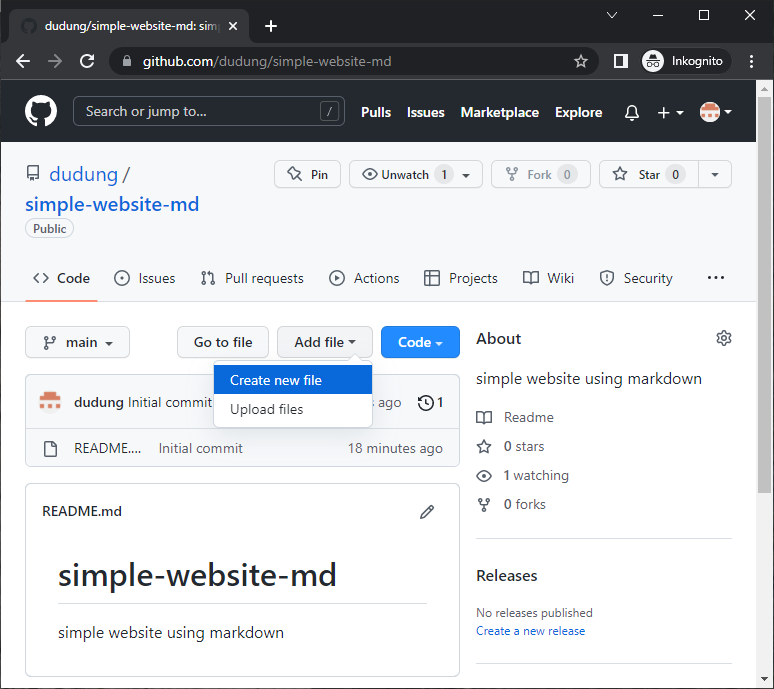 dudung/simple-website-md: sim
github.com/dudung/simple-website-md
Inkognito
Search or jump to...
/
Pulls
Issues
Marketplace
Explore
dudung /
simple-website-md
Public
Pin
Unwatch 1
Fork 0
Star 0
Code
Issues
Pull requests
Actions
Projects
Wiki
Security
main
Go to file
Add file
Code
Create new file
Upload files
dudung Initial commit
ago
1
README....
Initial commit
18 minutes ago
README.md
simple-website-md
simple website using markdown
About
simple website using markdown
Readme
0 stars
1 watching
0 forks
Releases
No releases published
Create a new release